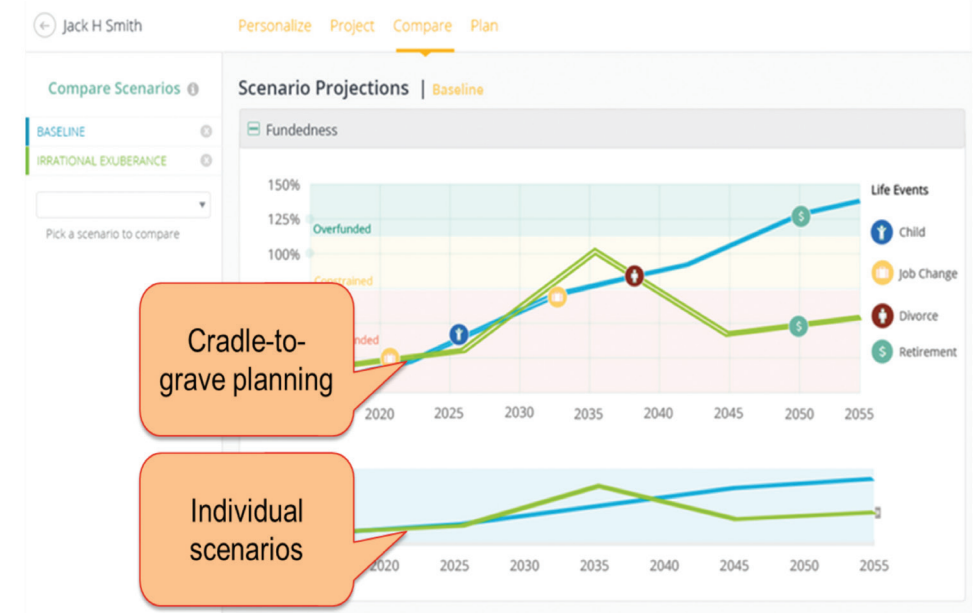 Jack H Smith
Personalize Project Compare Plan
Compare Scenarios
BASELINE
IRRATIONAL EXUBERANCE
Pick a scenario to compare
Scenario Projections | Baseline
Fundedness
150%
125%
100%
Overfunded
Constrained
nded
Life Events
Child
Job Change
Divorce
$ Retirement
$
$
2020 2025 2030 2035 2040 2045 2050 2055
Cradle-to-
grave planning
Individual
scenarios
2020 2025 2030 2035 2040 2045 2050 2055